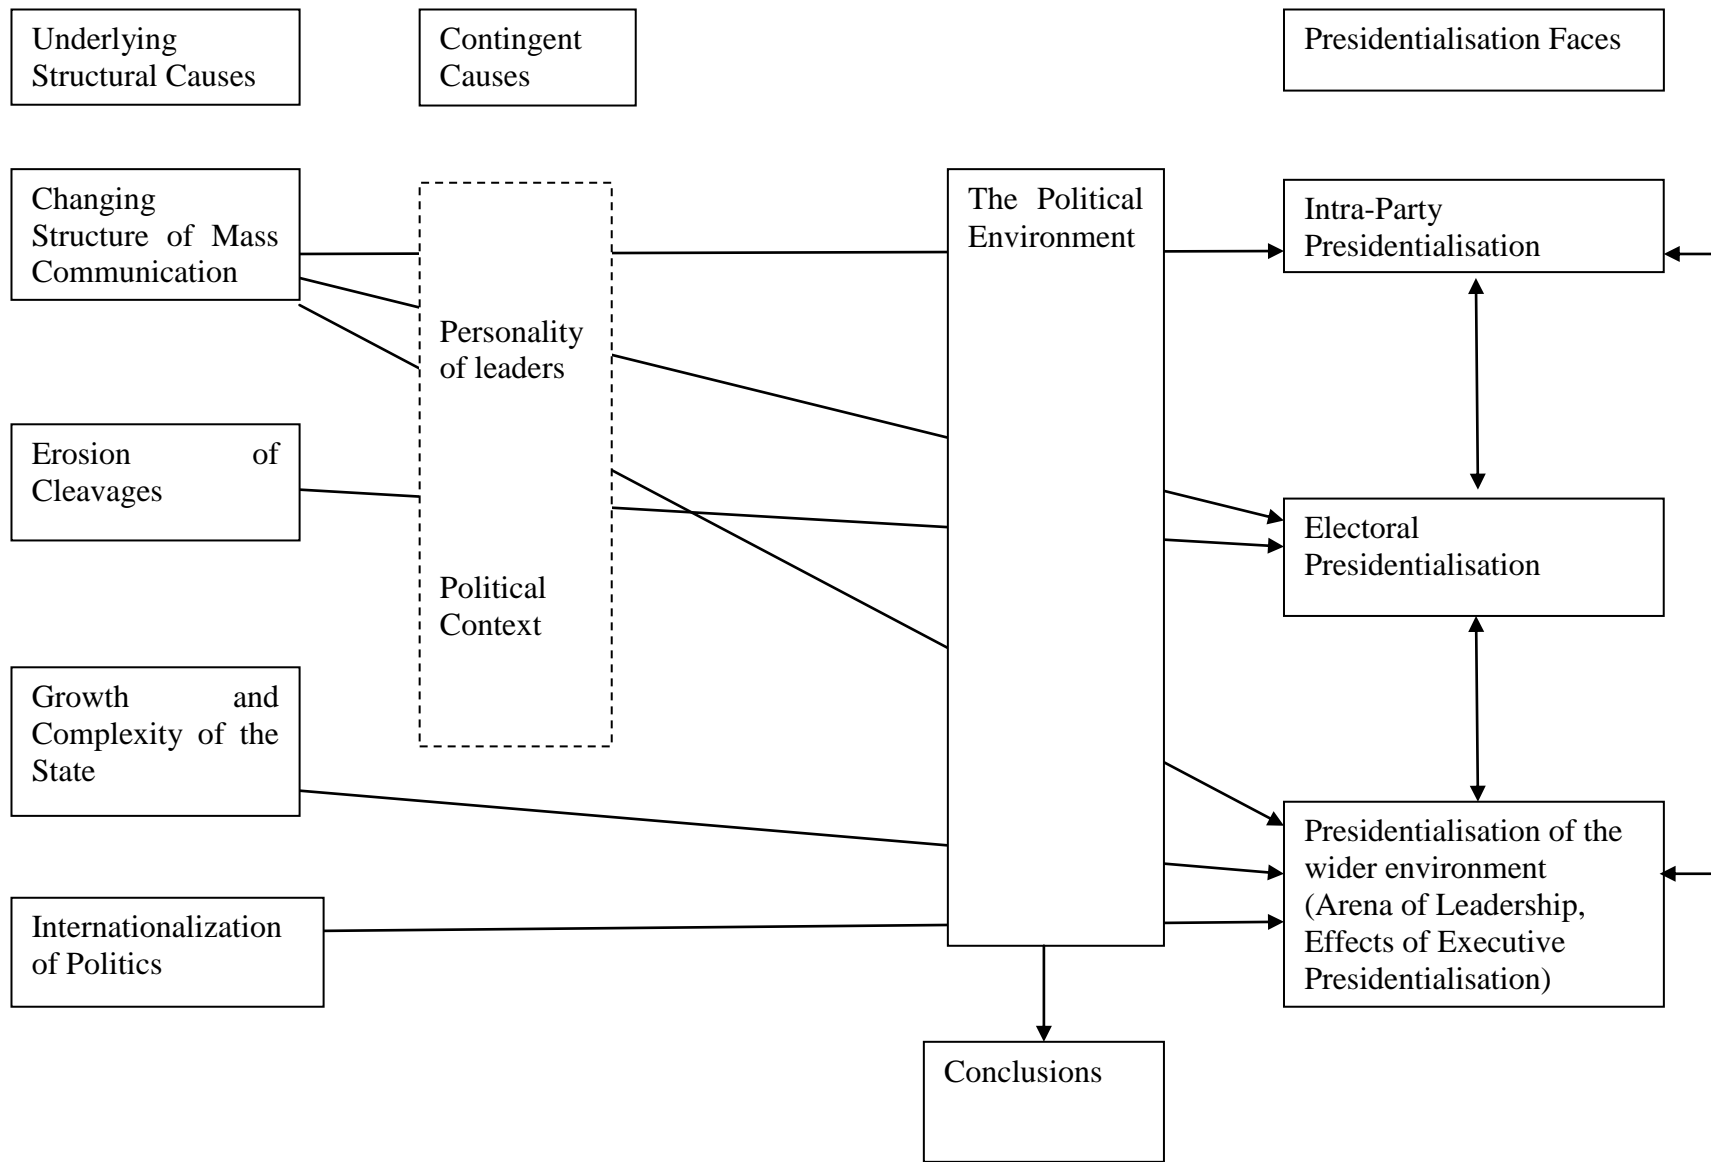 Underlying
Structural Causes
Contingent
Causes
Presidentialisation Faces
Changing
Structure of Mass
Communication
Personality
of leaders
Political
Context
The Political
Environment
Intra-Party
Presidentialisation
Erosion of
Cleavages
Electoral
Presidentialisation
Growth and
Complexity of the
State
Presidentialisation of the
wider environment
(Arena of Leadership,
Effects of Executive
Presidentialisation)
Internationalization
of Politics
Conclusions